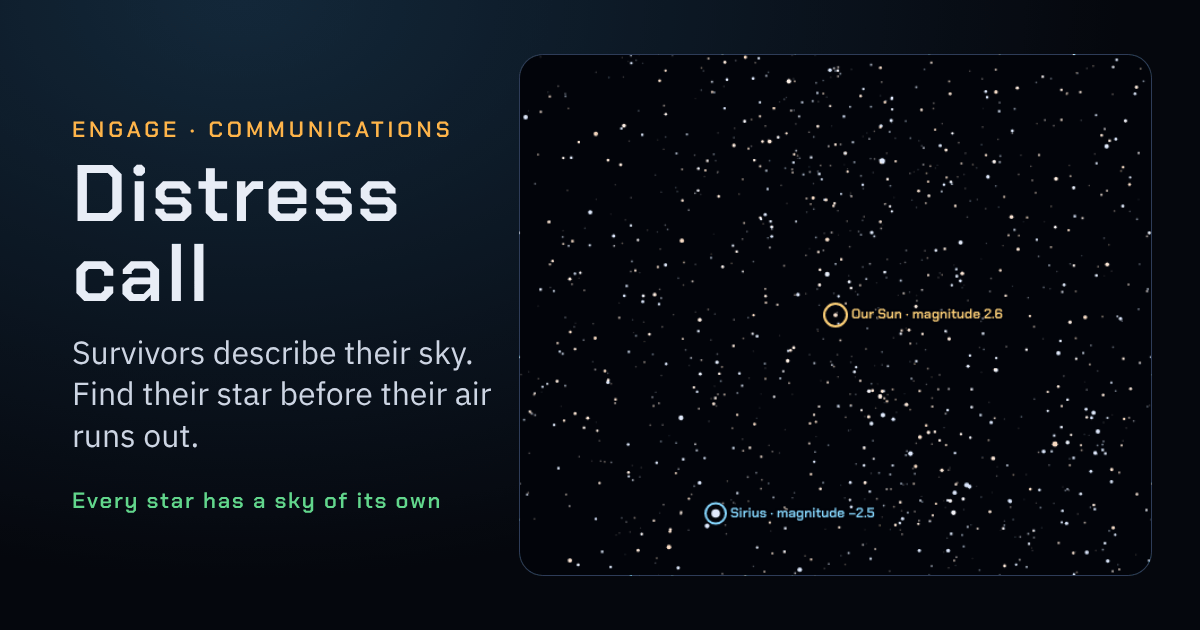 ENGAGE · COMMUNICATIONS
Distress
call
Survivors describe their sky.
Find their star before their air
runs out.
Every star has a sky of its own
Our Sun · magnitude 2.6
Sirius · magnitude −2.5